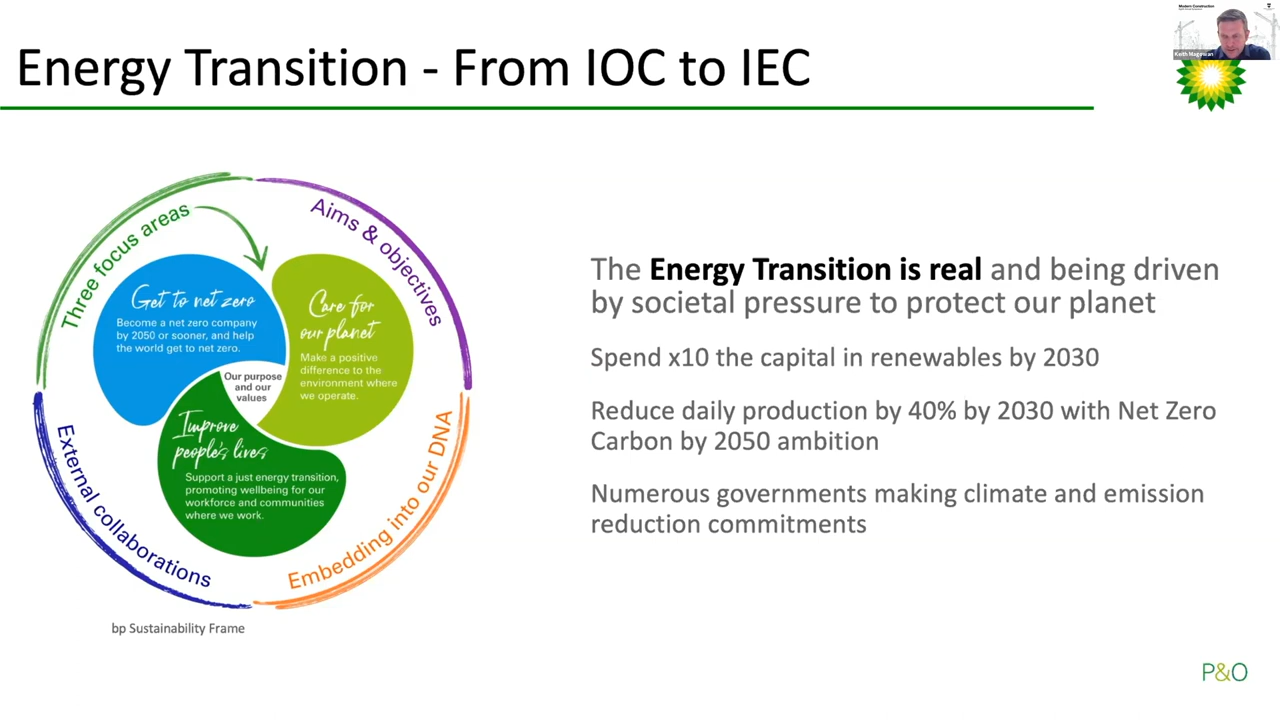 Energy Transition - From IOC to IEC
Modern Construction
Three focus areas
Aims & objectives
Get to net zero
Become a net zero company
by 2050 or sooner, and help
the world get to net zero.
Care for
our planet
Make a positive
difference to the
environment where
we operate.
Our purpose
and our
values
Improve
people's lives
Support a just energy transition,
promoting wellbeing for our
workforce and communities
where we work.
External collaborations
Embedding into our DNA
bp Sustainability Frame
The Energy Transition is real and being driven
by societal pressure to protect our planet
Spend x10 the capital in renewables by 2030
Reduce daily production by 40% by 2030 with Net Zero
Carbon by 2050 ambition
Numerous governments making climate and emission
reduction commitments
P&O